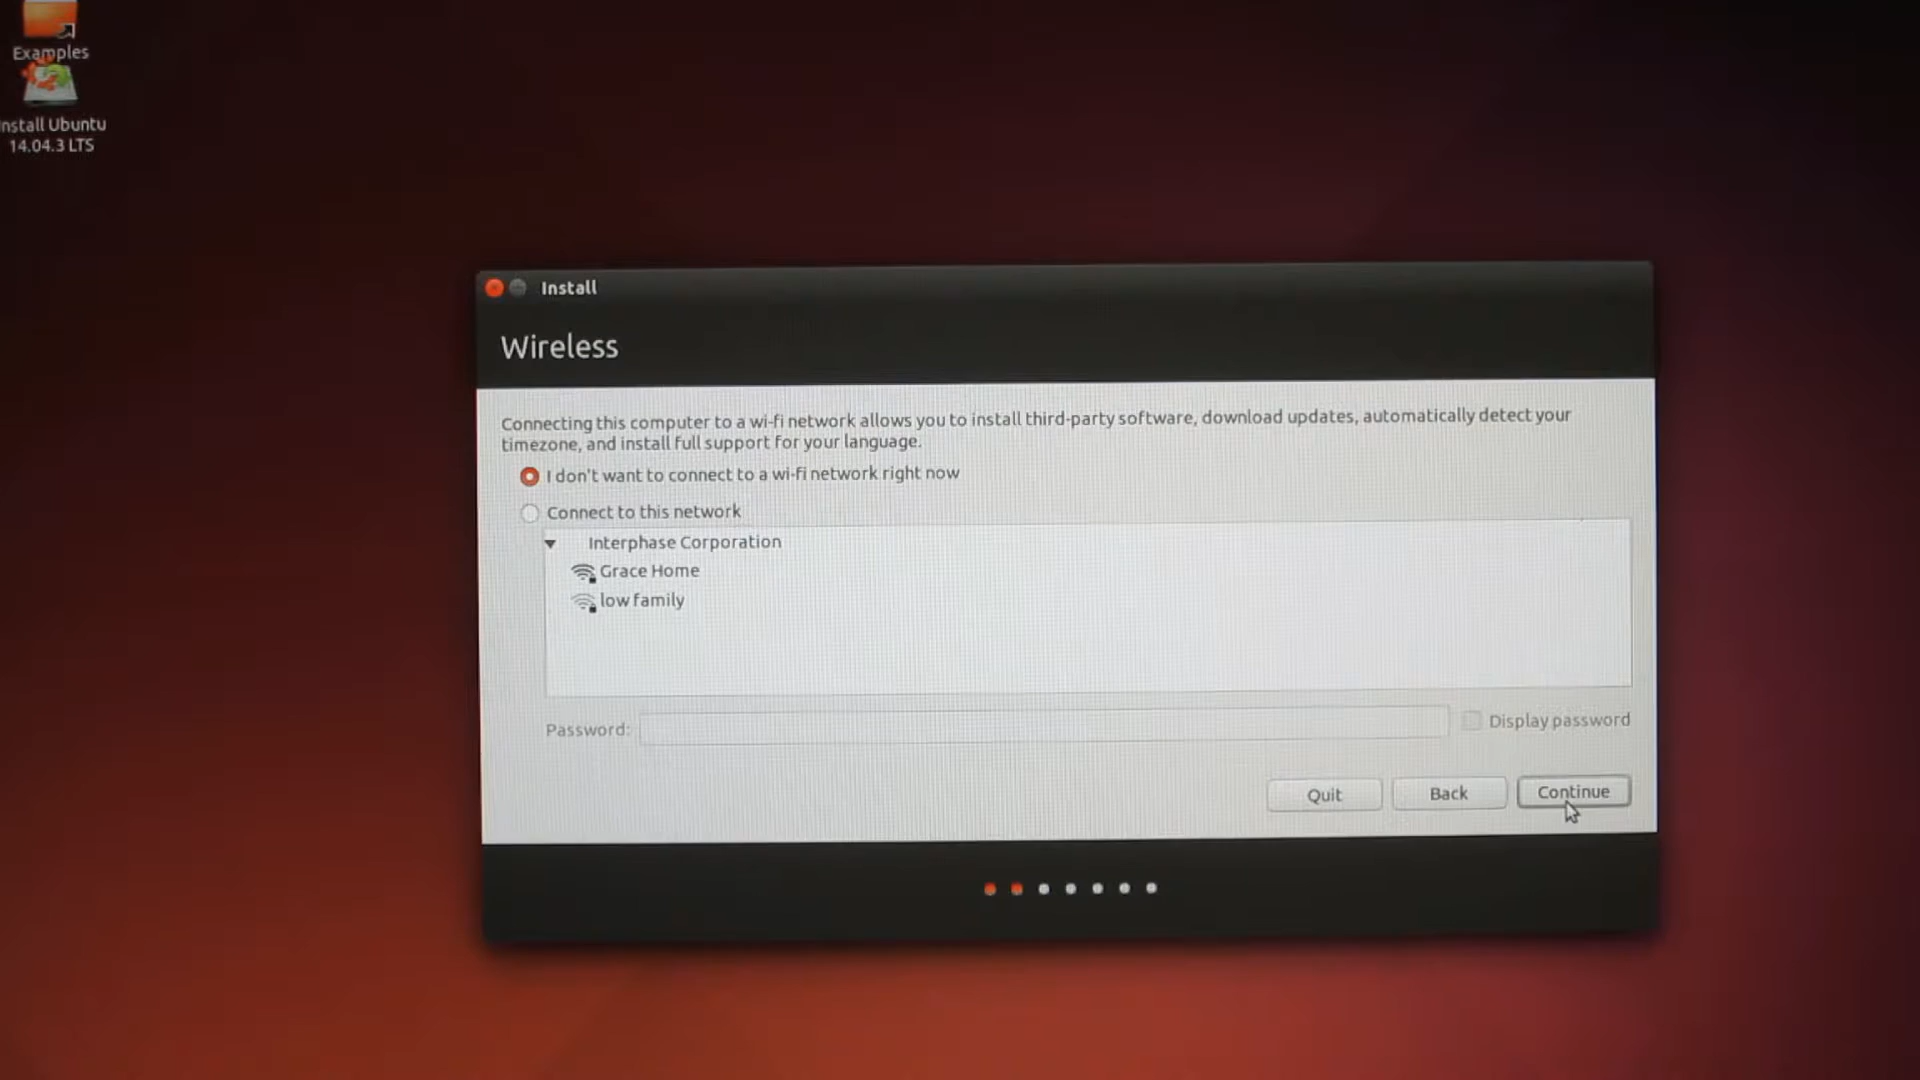 Examples
nstall Ubuntu
14.04.3 LTS
Install
Wireless
Connecting this computer to a wi-fi network allows you to install third-party software, download updates, automatically detect your
timezone, and install full support for your language.
I don't want to connect to a wi-fi network right now
Connect to this network
Interphase Corporation
Grace Home
low family
Password:
Display password
Quit
Back
Continue